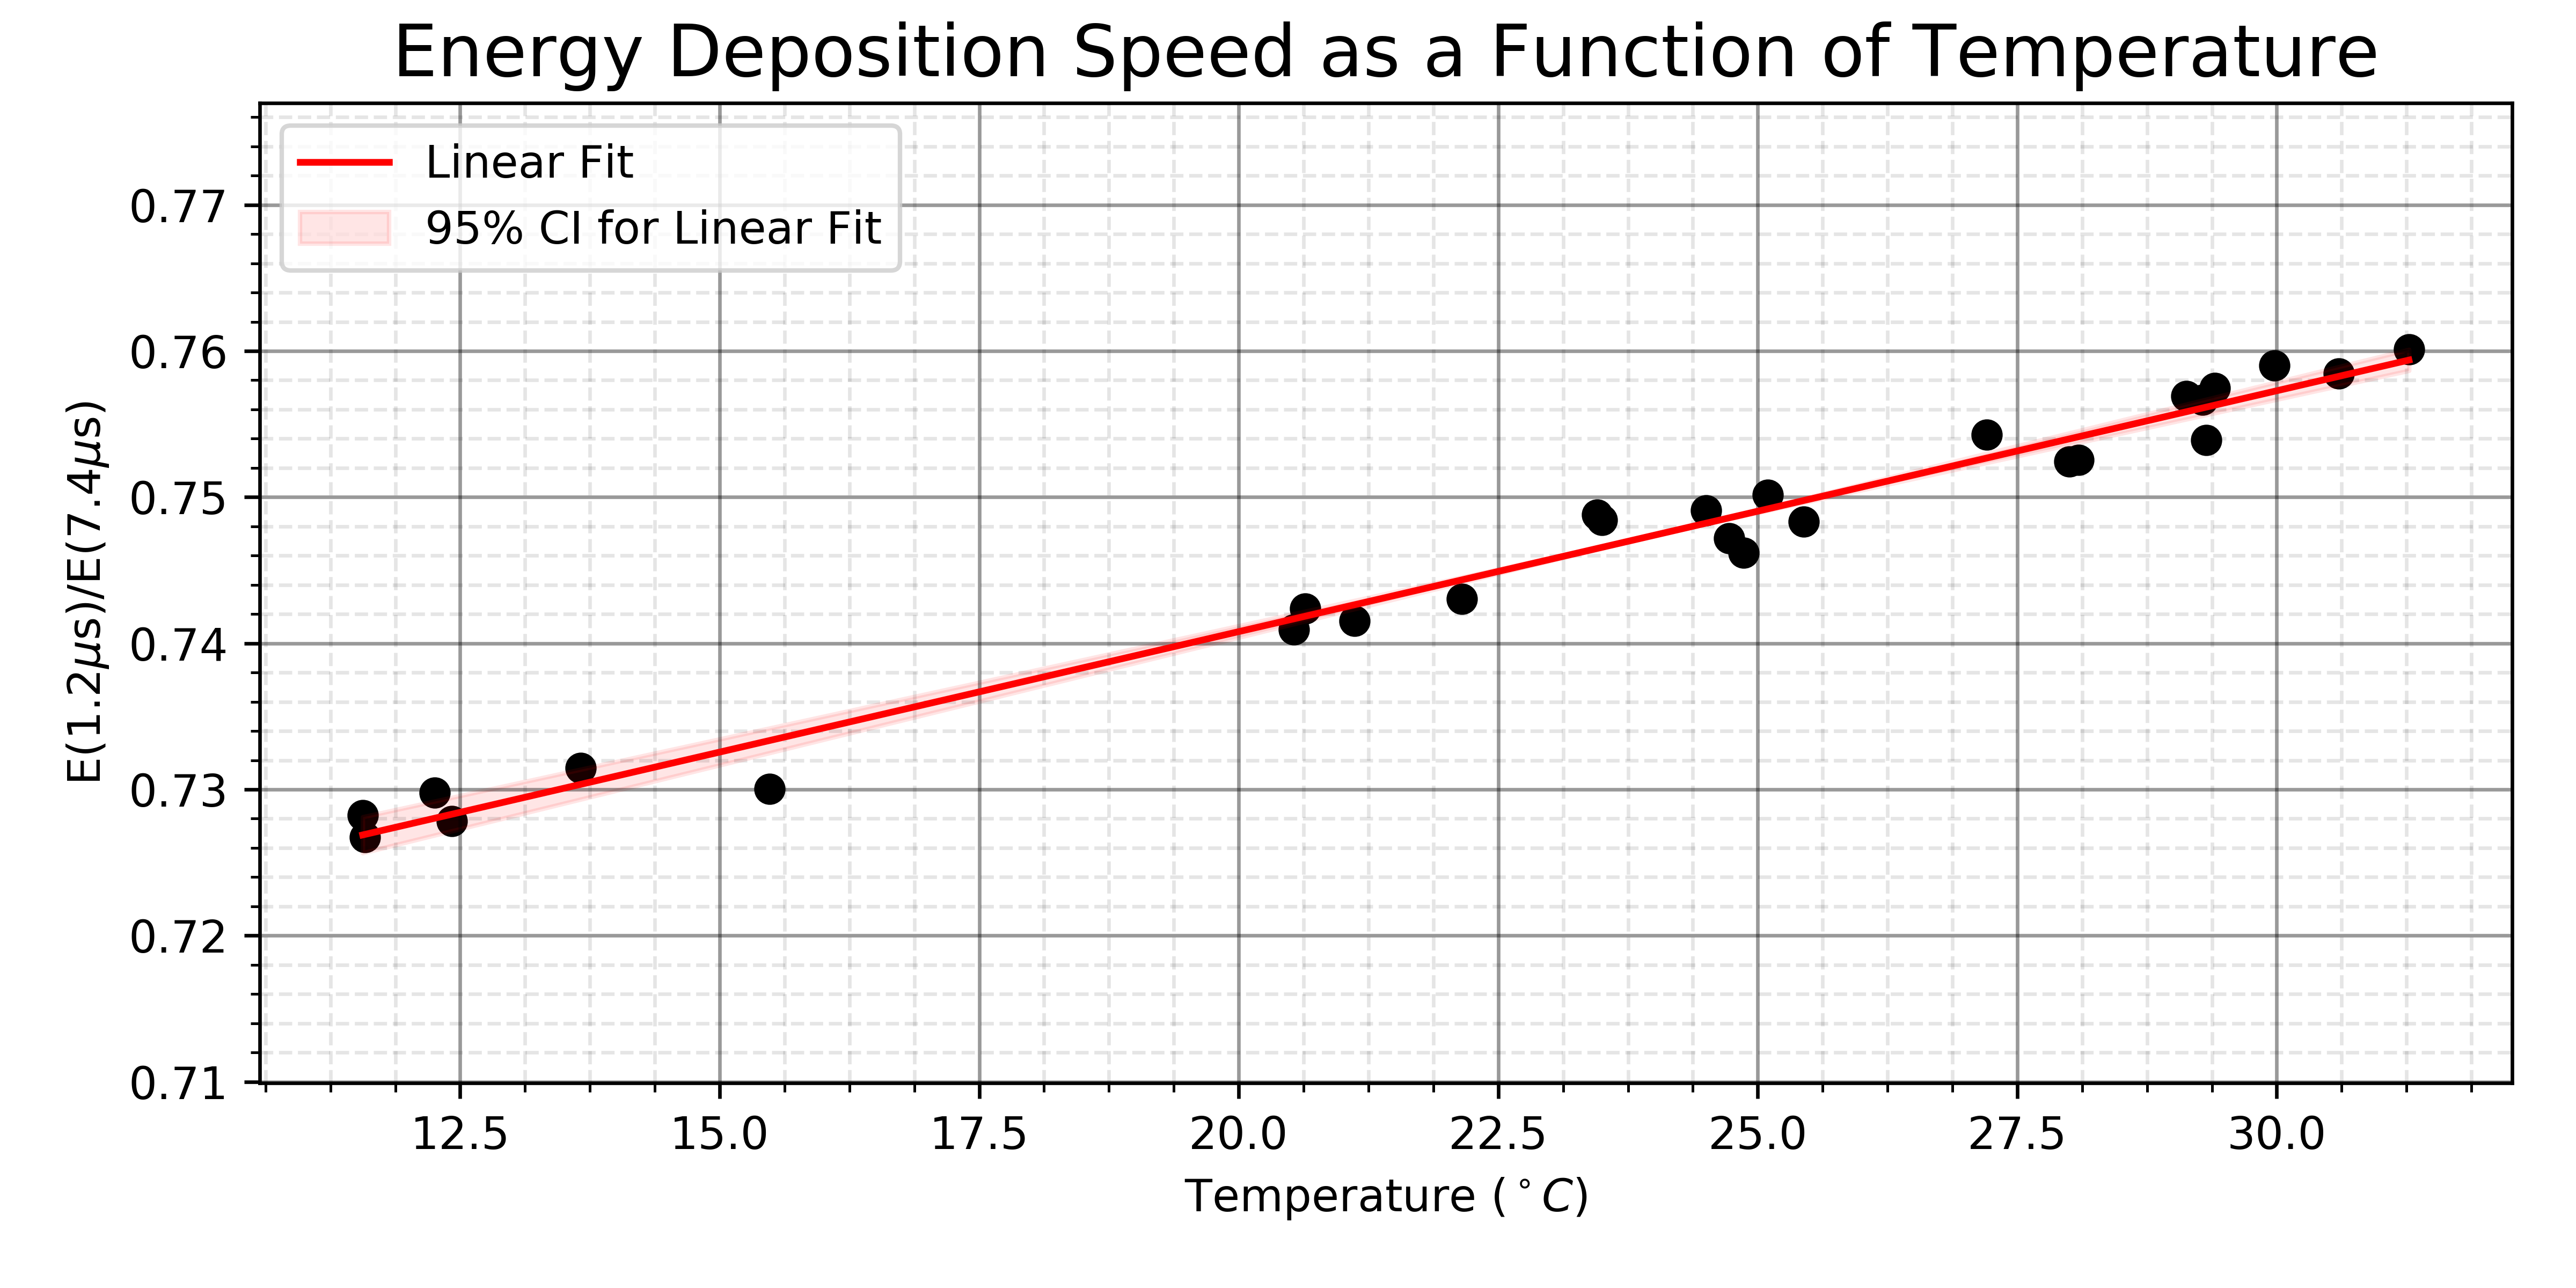 Energy Deposition Speed as a Function of Temperature
Linear Fit
95% CI for Linear Fit
E(1.2μs)/E(7.4μs)
0.77
0.76
0.75
0.74
0.73
0.72
0.71
12.5 15.0 17.5 20.0 22.5 25.0 27.5 30.0
Temperature (°C)